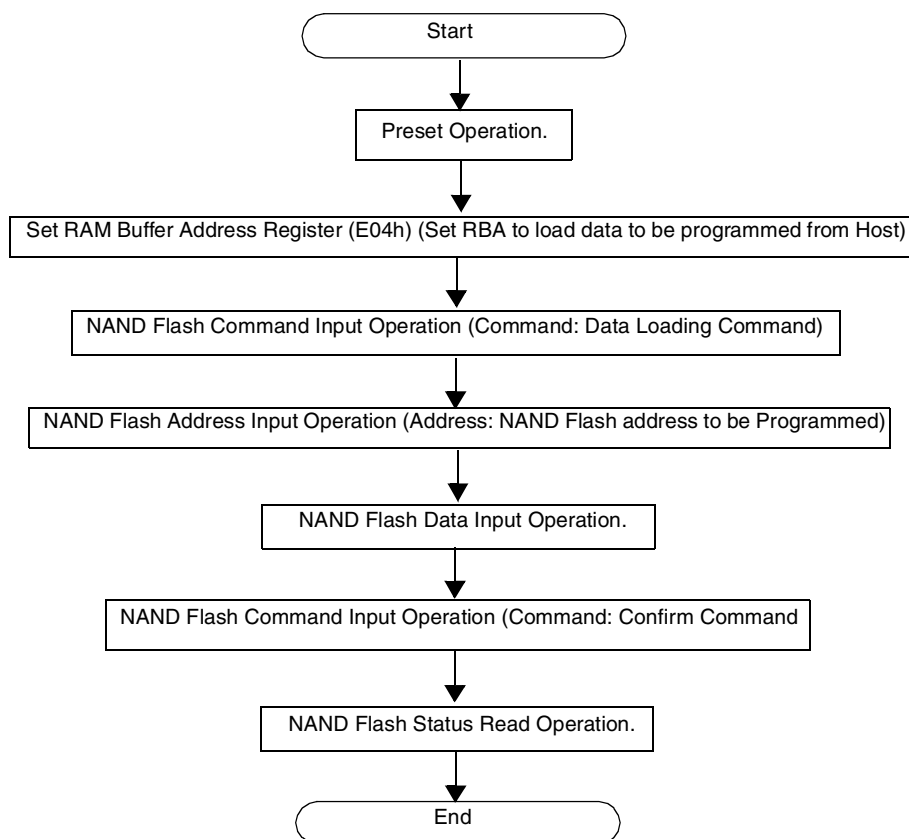 Start
Preset Operation.
Set RAM Buffer Address Register (E04h) (Set RBA to load data to be programmed from Host)
NAND Flash Command Input Operation (Command: Data Loading Command)
NAND Flash Address Input Operation (Address: NAND Flash address to be Programmed)
NAND Flash Data Input Operation.
NAND Flash Command Input Operation (Command: Confirm Command
NAND Flash Status Read Operation.
End